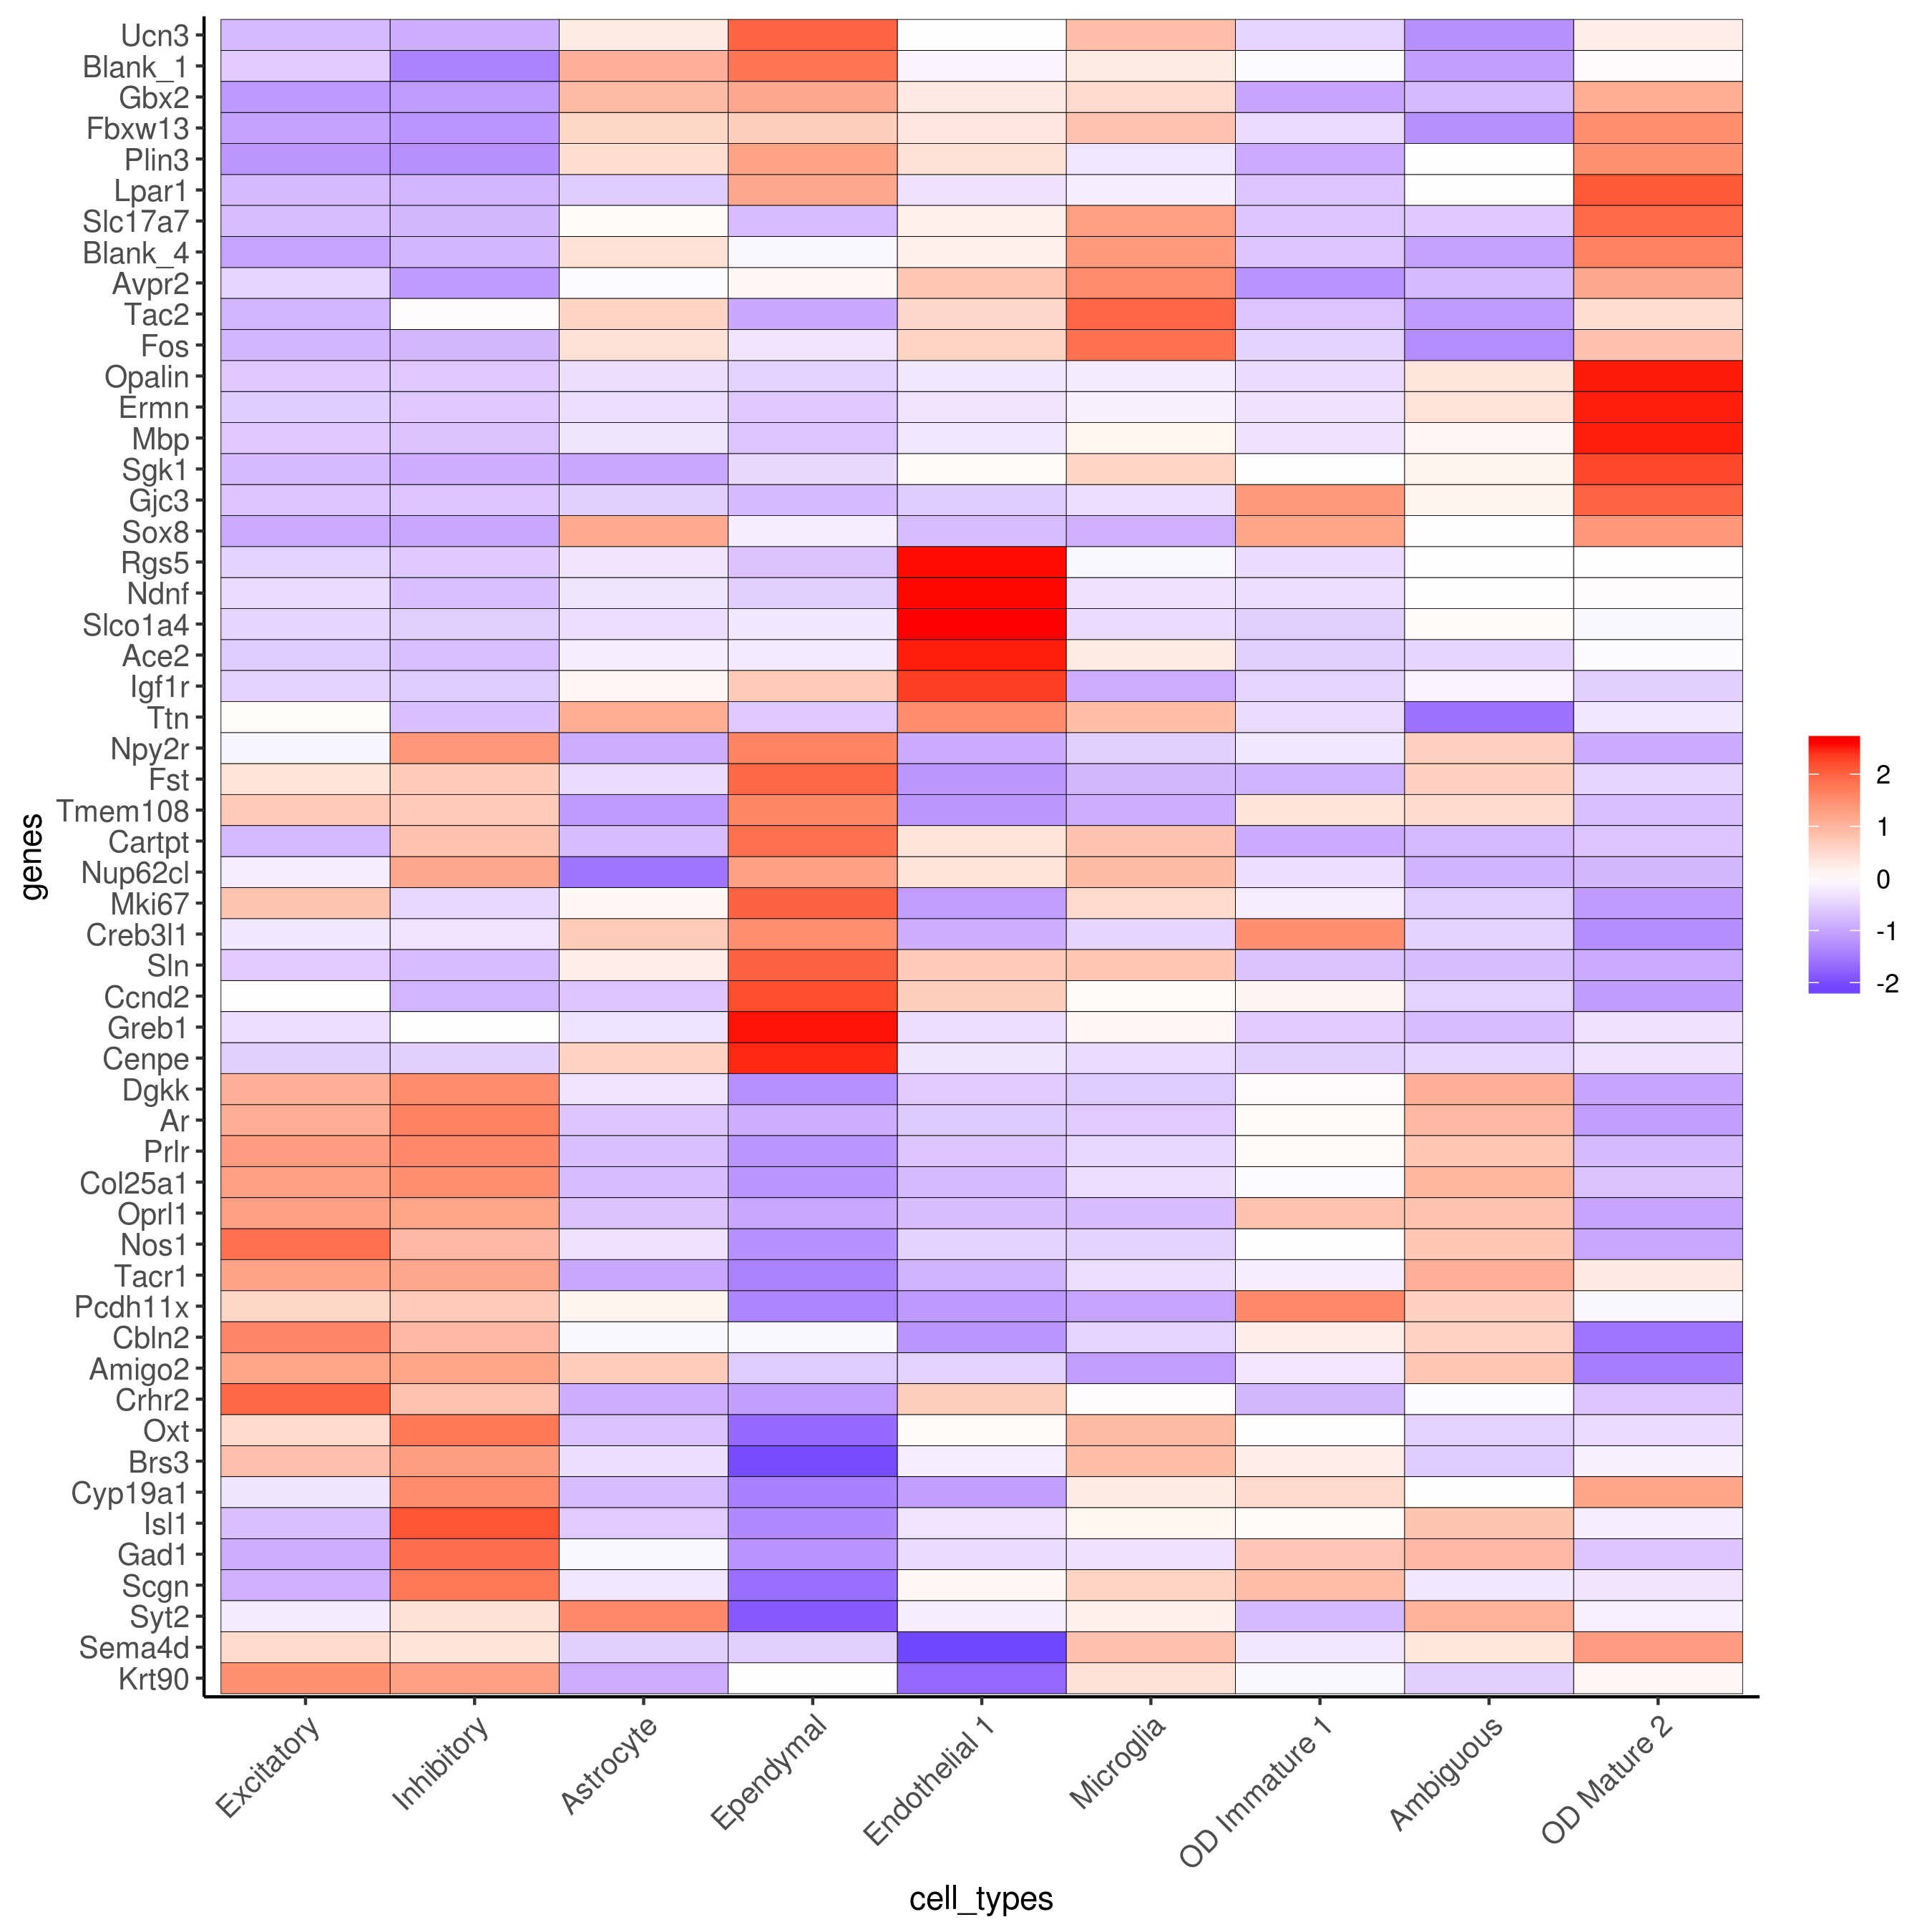 Ucn3
Blank_1
Gbx2
Fbxw13
Plin3
Lpar1
Slc17a7
Blank_4
Avpr2
Tac2
Fos
Opalin
Ermn
Mbp
Sgk1
Gjc3
Sox8
Rgs5
Ndnf
Slco1a4
Ace2
Igf1r
Ttn
Npy2r
Fst
Tmem108
Cartpt
Nup62cl
Mki67
Creb3l1
Sln
Ccnd2
Greb1
Cenpe
Dgkk
Ar
Prlr
Col25a1
Oprl1
Nos1
Tacr1
Pcdh11x
Cbln2
Amigo2
Crhr2
Oxt
Brs3
Cyp19a1
Isl1
Gad1
Scgn
Syt2
Sema4d
Krt90
genes
Excitatory
Inhibitory
Astrocyte
Ependymal
Endothelial 1
Microglia
OD Immature 1
Ambiguous
OD Mature 2
cell_types
2
1
0
-1
-2